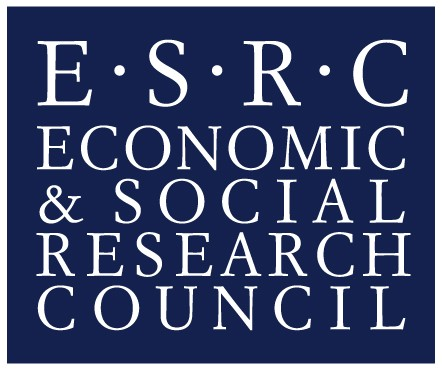 E·S·R·C
ECONOMIC
& SOCIAL
RESEARCH
COUNCIL